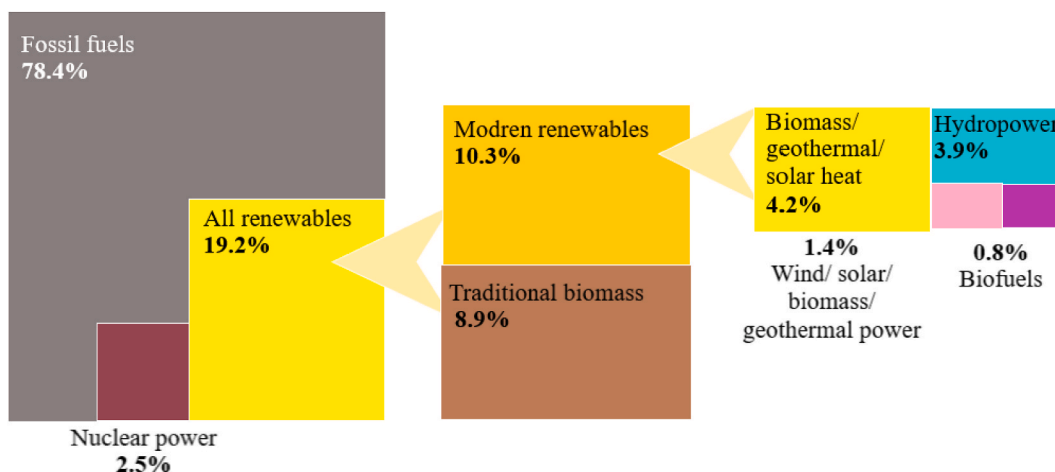 Fossil fuels
78.4%
All renewables
19.2%
Nuclear power
2.5%
Modren renewables
10.3%
Traditional biomass
8.9%
Biomass/
geothermal/
solar heat
4.2%
Hydropower
3.9%
1.4%
Wind/ solar/
biomass/
geothermal power
0.8%
Biofuels